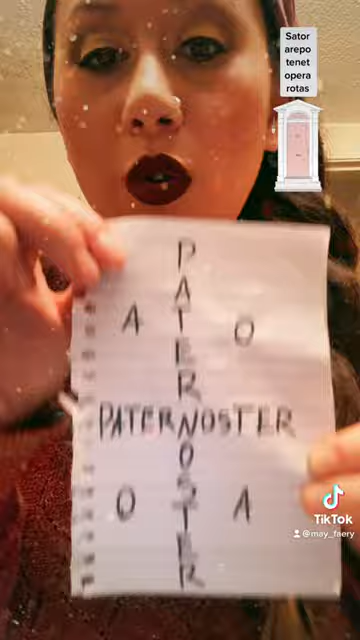 Sator
arepo
tenet
opera
rotas
P
A
A T O
E
R
PATERNOSTER
O
S
O T A
E
R
TikTok
@may_faery